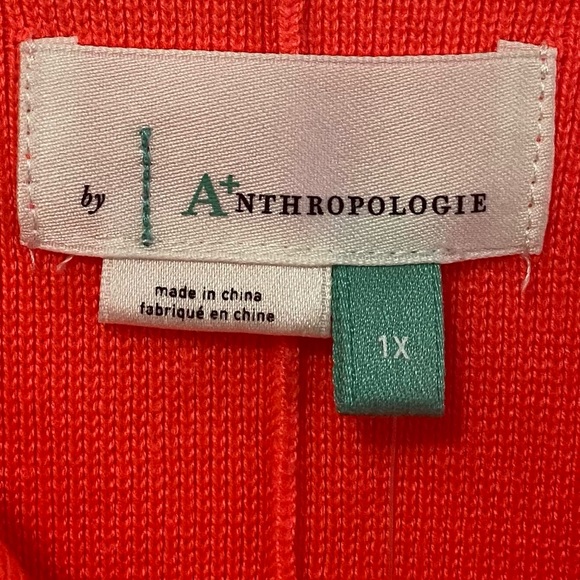 by A+NTHROPOLOGIE
made in china
fabriqué en chine
1X